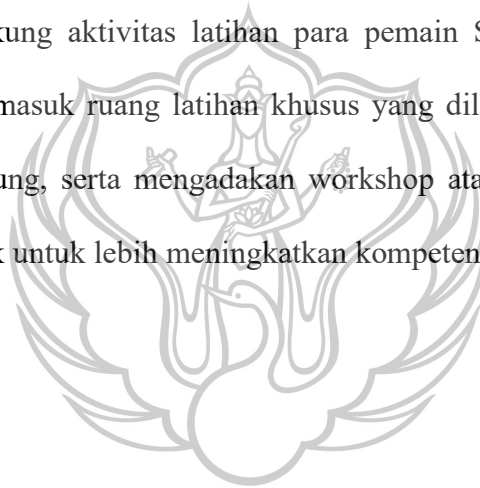 kung aktivitas latihan para pemain S
masuk ruang latihan khusus yang dil
ung, serta mengadakan workshop ata
k untuk lebih meningkatkan kompeten